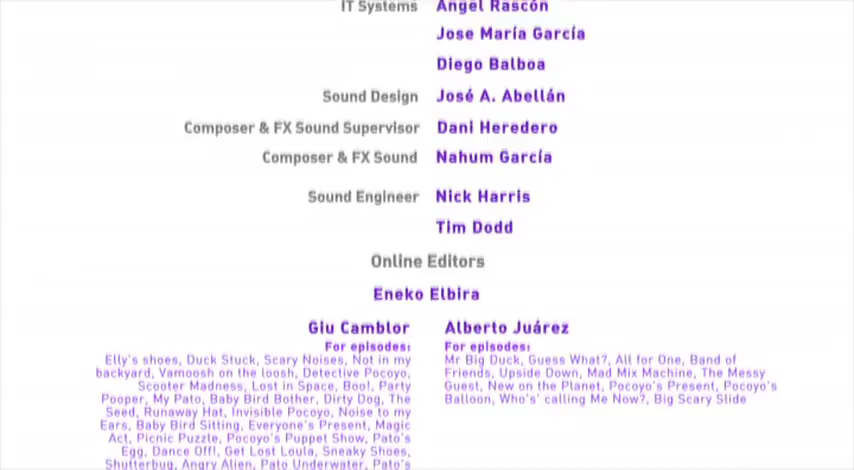 IT Systems Angel Rascón
Jose María García
Diego Balboa
Sound Design José A. Abellán
Composer & FX Sound Supervisor Dani Heredero
Composer & FX Sound Nahum García
Sound Engineer Nick Harris
Tim Dodd
Online Editors
Eneko Elbira
Giu Camblor
For episodes:
Elly's shoes, Duck Stuck, Scary Noises, Not in my
backyard, Vamoosh on the loosh, Detective Pocoyo,
Scooter Madness, Lost in Space, Boo!, Party
Pooper, My Pato, Baby Bird Bother, Dirty Dog, The
Seed, Runaway Hat, Invisible Pocoyo, Noise to my
Ears, Baby Bird Sitting, Everyone's Present, Magic
Act, Picnic Puzzle, Pocoyo's Puppet Show, Pato's
Egg, Dance Off!, Get Lost Loula, Sneaky Shoes,
Shutterbug, Angry Alien, Pato Underwater, Pato's
Alberto Juárez
For episodes:
Mr Big Duck, Guess What?, All for One, Band of
Friends, Upside Down, Mad Mix Machine, The Messy
Guest, New on the Planet, Pocoyo's Present, Pocoyo's
Balloon, Who's' calling Me Now?, Big Scary Slide